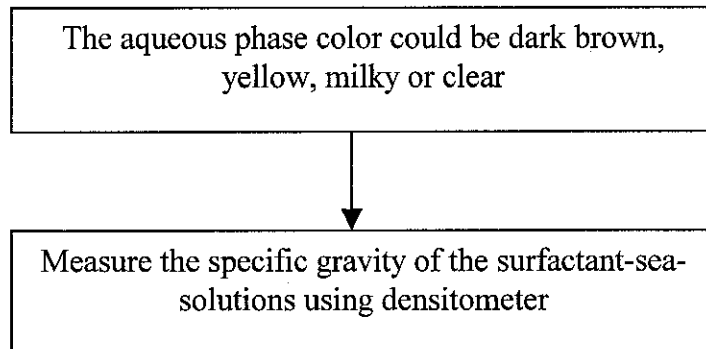 The aqueous phase color could be dark brown,
yellow, milky or clear
Measure the specific gravity of the surfactant-sea-
solutions using densitometer